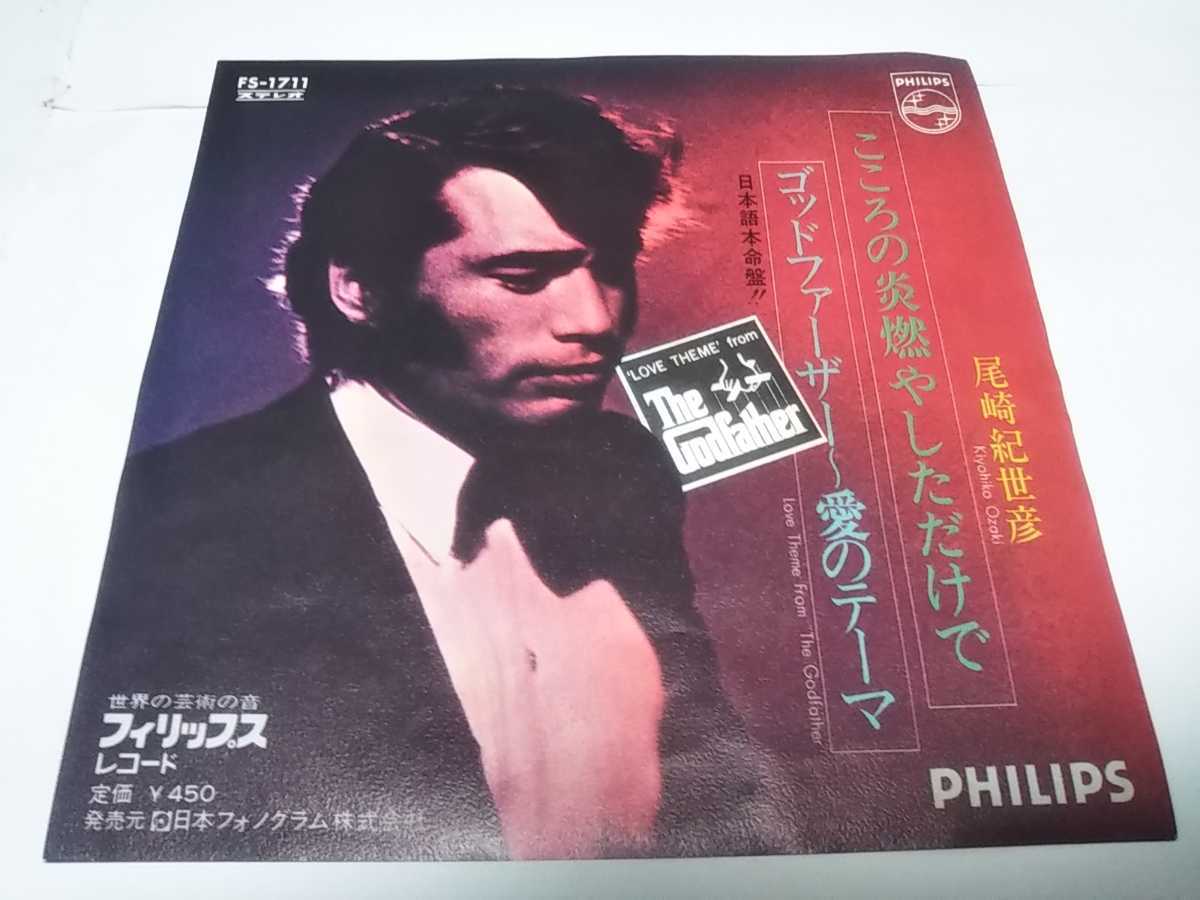 FS-1711
ステレオ
PHILIPS
こころの炎燃やしただけで
尾崎紀世彦
Kiyohiko Ozaki
日本語本命盤!!
ゴッドファーザー〜愛のテーマ
Love Theme From "The Godfather
'LOVE THEME' from
The
Godfather
世界の芸術の音
フィリップス
レコード
定価 ¥450
発売元 日本フォノグラム株式会社
PHILIPS